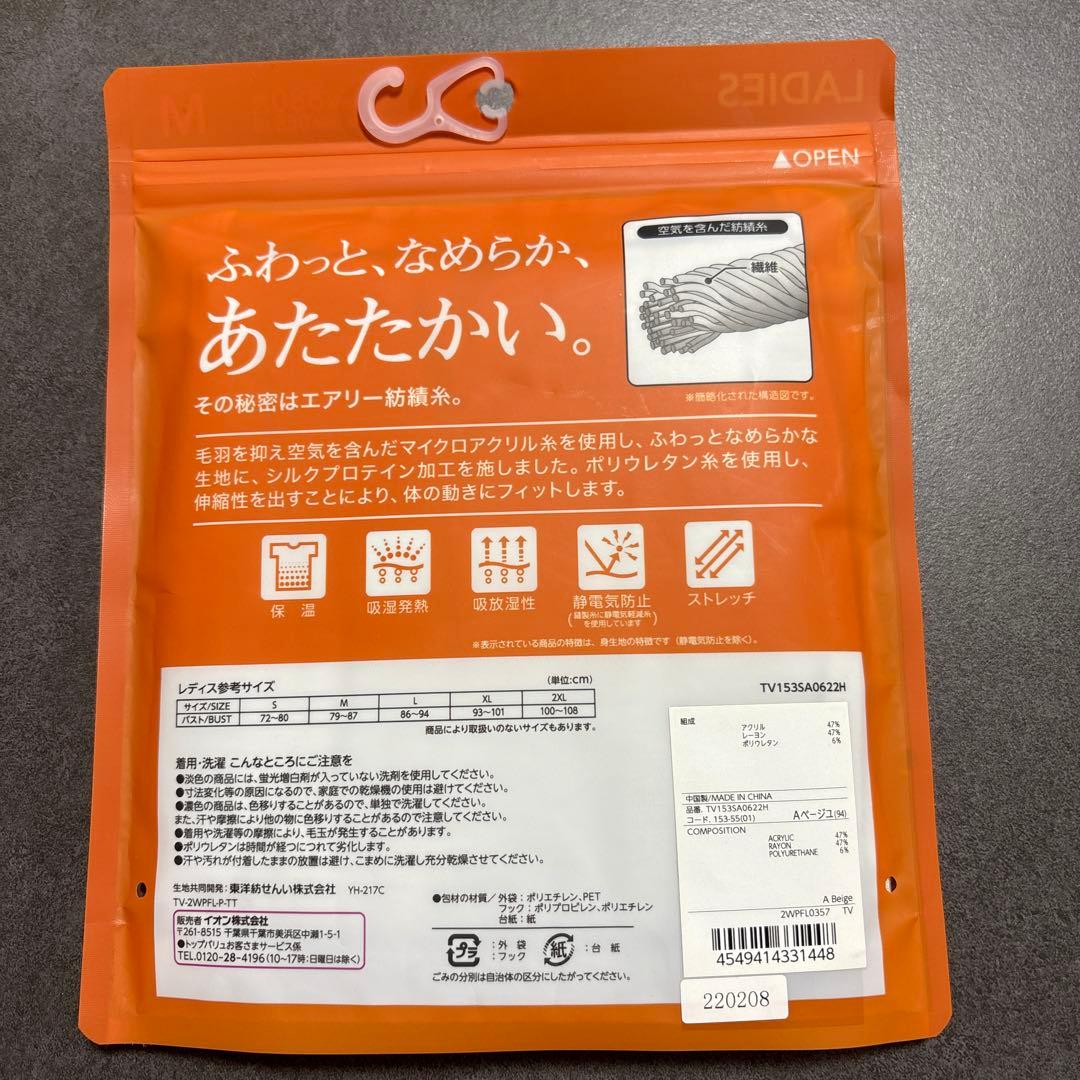 LADIES
M
OPEN
ふわっと、なめらか、
あたたかい。
その秘密はエアリー紡績糸。
空気を含んだ紡績糸
繊維
※簡略化された構造図です。
毛羽を抑え空気を含んだマイクロアクリル糸を使用し、ふわっとなめらかな
生地に、シルクプロテイン加工を施しました。ポリウレタン糸を使用し、
伸縮性を出すことにより、体の動きにフィットします。
保温
吸湿発熱
吸放湿性
静電気防止
(縫製糸に静電気軽減糸
を使用しています)
ストレッチ
※表示されている商品の特徴は、身生地の特徴です(静電気防止を除く)。
レディス参考サイズ (単位:cm)
サイズ/SIZE S M L XL 2XL
バスト/BUST 72~80 79~87 86~94 93~101 100~108
商品により取扱いのないサイズもあります。
着用・洗濯 こんなところにご注意を
●淡色の商品には、蛍光増白剤が入っていない洗剤を使用してください。
●寸法変化等の原因になるので、家庭での乾燥機の使用は避けてください。
●濃色の商品は、色移りすることがあるので、単独で洗濯してください。
また、汗や摩擦により他の物に色移りすることがあるので注意してください。
●着用や洗濯等の摩擦により、毛玉が発生することがあります。
●ポリウレタンは時間が経つにつれて劣化します。
●汗や汚れが付着したままの放置は避け、こまめに洗濯し充分乾燥させてください。
生地共同開発:東洋紡せんい株式会社 YH-217C
TV-2WPFL-P-TT
販売者 イオン株式会社
〒261-8515 千葉県千葉市美浜区中瀬1-5-1
●トップバリュお客さまサービス係
TEL.0120-28-4196(10~17時:日曜日は除く)
●包材の材質/外袋:ポリエチレン、PET
フック:ポリプロピレン、ポリエチレン
台紙:紙
プラ :外袋
:フック
紙 :台紙
ごみの分別は自治体の区分にしたがってください。
TV153SA0622H
組成
アクリル 47%
レーヨン 47%
ポリウレタン 6%
中国製/MADE IN CHINA
品番. TV153SA0622H
コード. 153-55(01) Aベージュ(94)
COMPOSITION
ACRYLIC 47%
RAYON 47%
POLYURETHANE 6%
A Beige
2WPFL0357 TV
4549414331448
220208